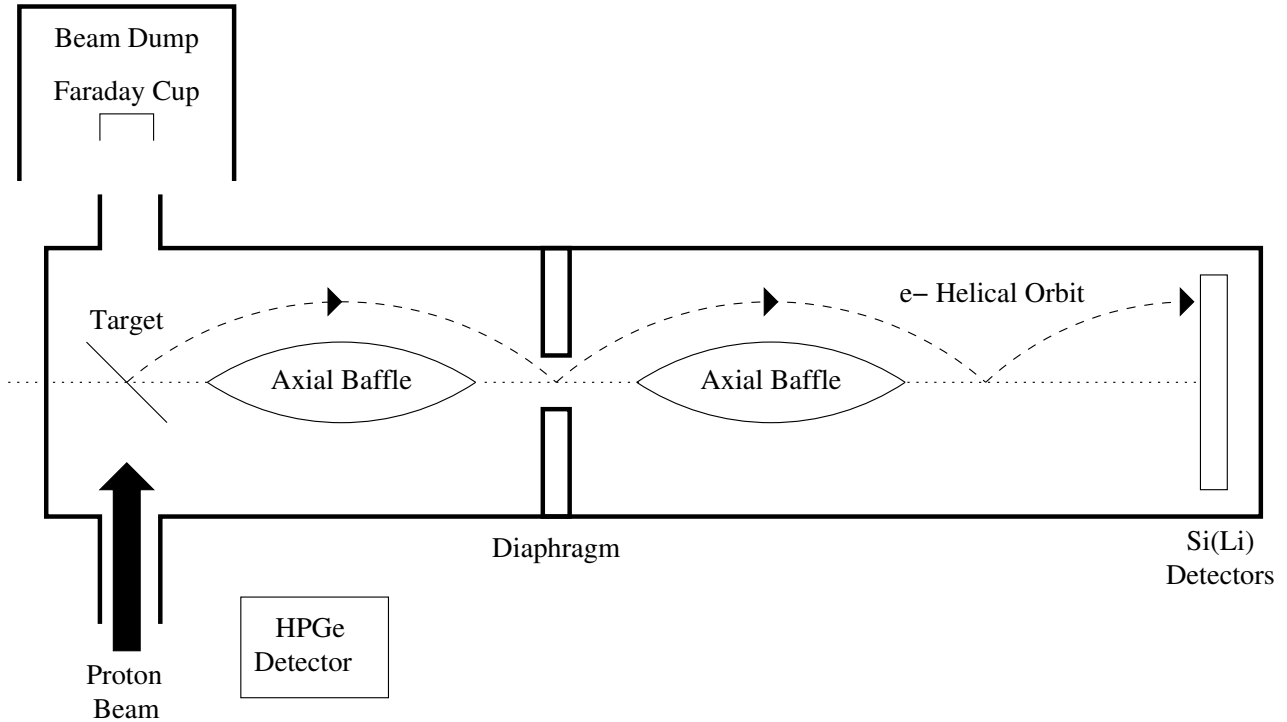 Beam Dump
Faraday Cup
Target
Axial Baffle
Axial Baffle
e− Helical Orbit
Diaphragm
Si(Li)
Detectors
HPGe
Detector
Proton
Beam